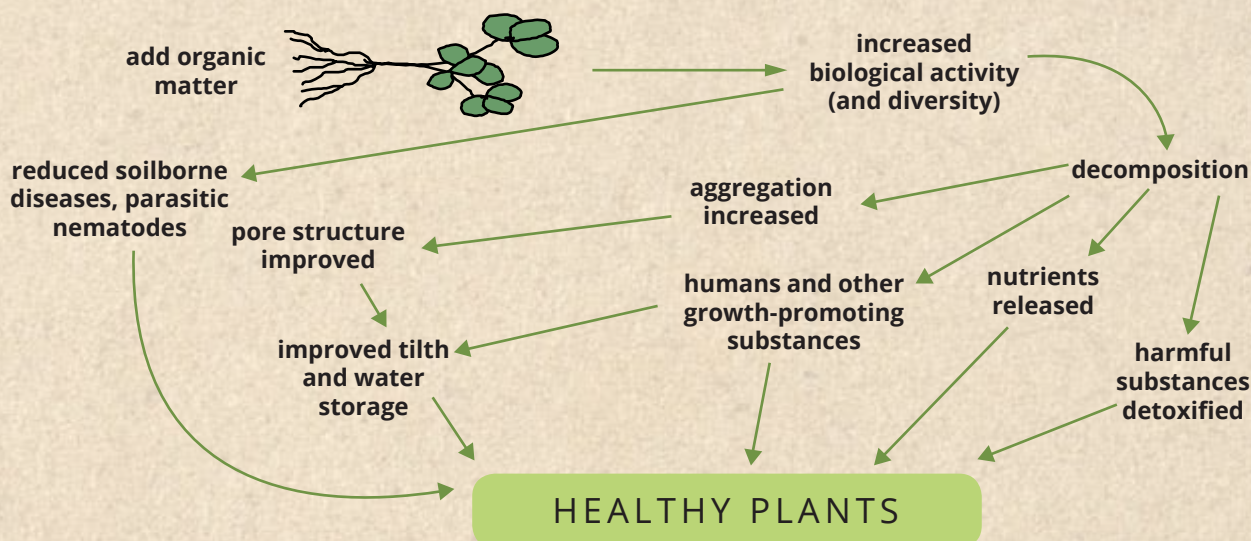 add organic
matter
increased
biological activity
(and diversity)
reduced soilborne
diseases, parasitic
nematodes
decomposition
aggregation
increased
pore structure
improved
humans and other
growth-promoting
substances
nutrients
released
improved tilth
and water
storage
harmful
substances
detoxified
HEALTHY PLANTS